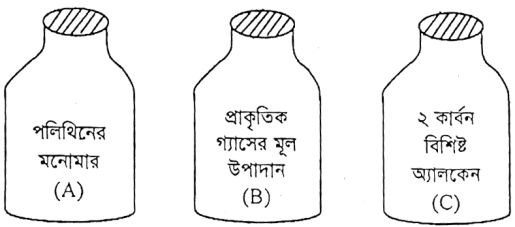 পলিথিনের
মনোমার
(A)
প্রাকৃতিক
গ্যাসের মূল
উপাদান
(B)
২ কার্বন
বিশিষ্ট
অ্যালকেন
(C)